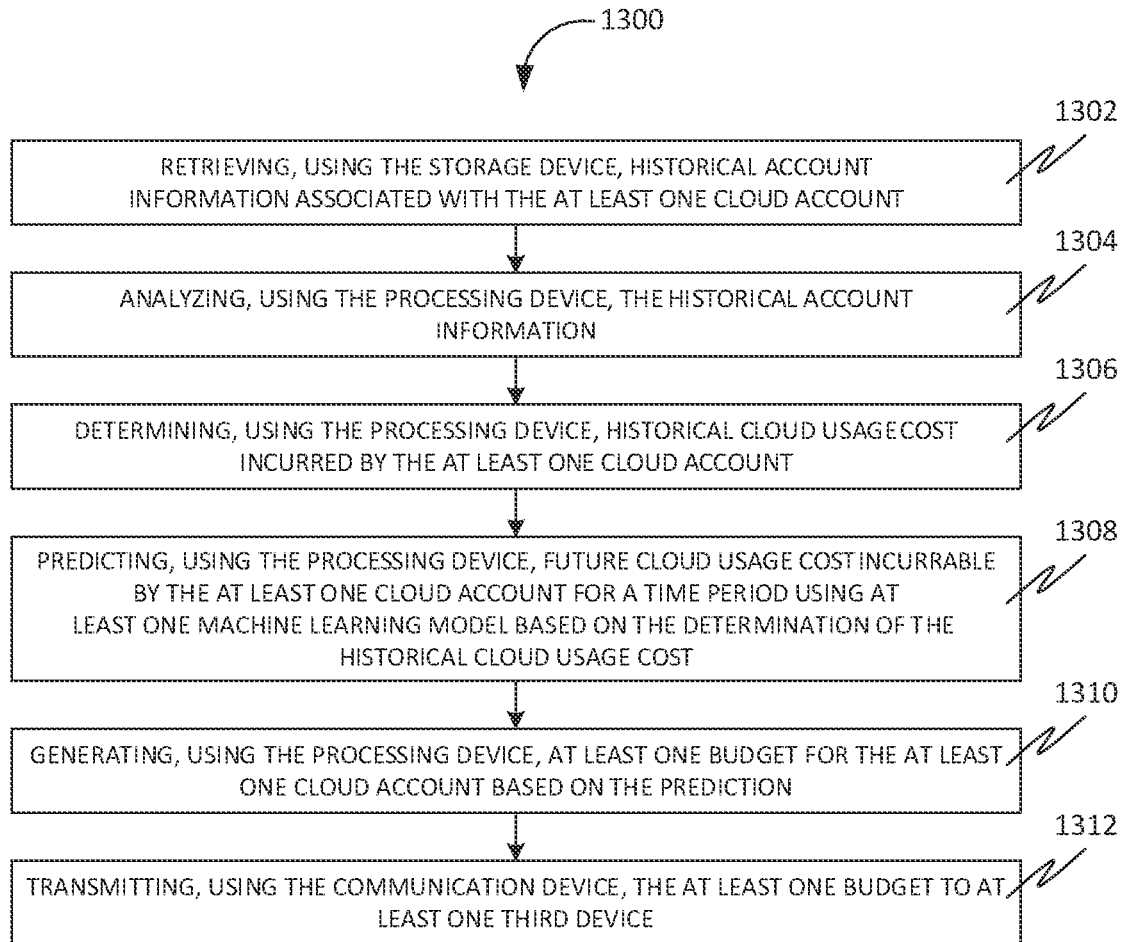 1300
1302
RETRIEVING, USING THE STORAGE DEVICE, HISTORICAL ACCOUNT
INFORMATION ASSOCIATED WITH THE AT LEAST ONE CLOUD ACCOUNT
1304
ANALYZING, USING THE PROCESSING DEVICE, THE HISTORICAL ACCOUNT
INFORMATION
1306
DETERMINING, USING THE PROCESSING DEVICE, HISTORICAL CLOUD USAGE COST
INCURRED BY THE AT LEAST ONE CLOUD ACCOUNT
1308
PREDICTING, USING THE PROCESSING DEVICE, FUTURE CLOUD USAGE COST INCURRABLE
BY THE AT LEAST ONE CLOUD ACCOUNT FOR A TIME PERIOD USING AT
LEAST ONE MACHINE LEARNING MODEL BASED ON THE DETERMINATION OF THE
HISTORICAL CLOUD USAGE COST
1310
GENERATING, USING THE PROCESSING DEVICE, AT LEAST ONE BUDGET FOR THE AT LEAST
ONE CLOUD ACCOUNT BASED ON THE PREDICTION
1312
TRANSMITTING, USING THE COMMUNICATION DEVICE, THE AT LEAST ONE BUDGET TO AT
LEAST ONE THIRD DEVICE